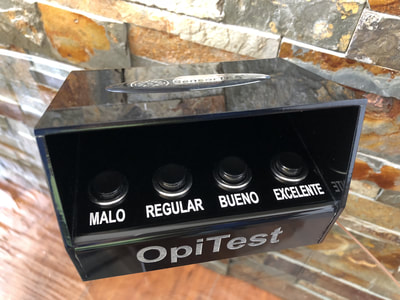 MALO REGULAR BUENO EXCELENTE
OpiTest